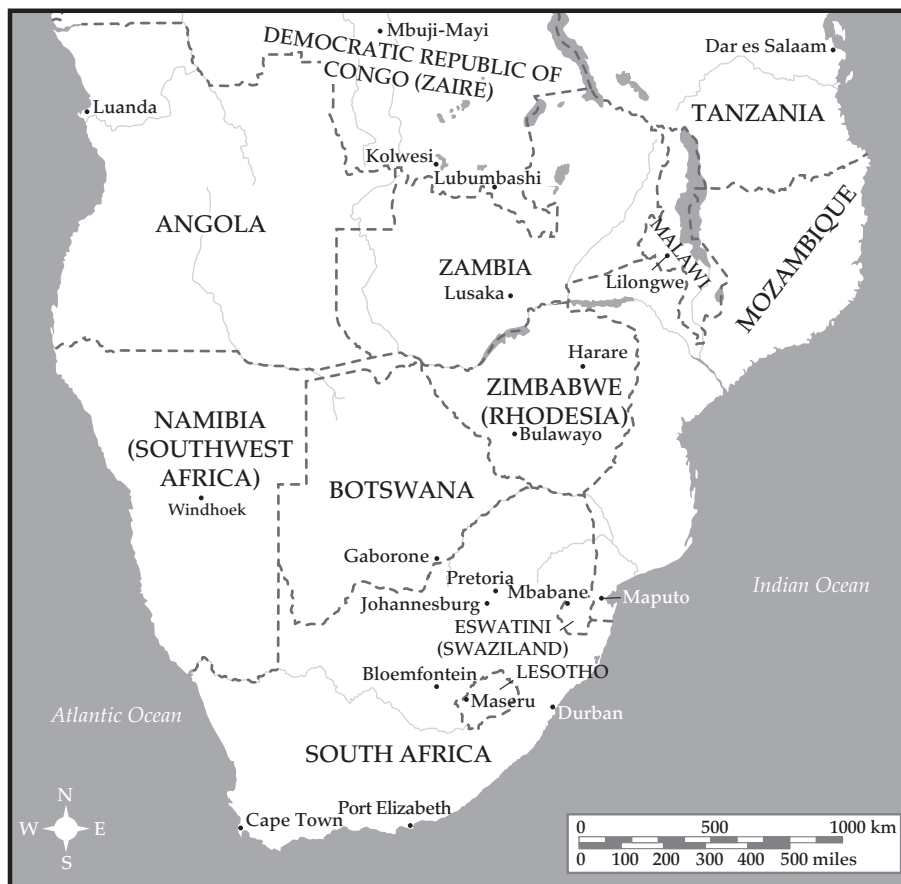 Mbuji-Mayi
DEMOCRATIC REPUBLIC OF
CONGO (ZAIRE)
Dar es Salaam
Luanda
TANZANIA
Kolwesi
Lubumbashi
ANGOLA
MALAWI
MOZAMBIQUE
ZAMBIA
Lilongwe
Lusaka
Harare
ZIMBABWE
(RHODESIA)
Bulawayo
NAMIBIA
(SOUTHWEST
AFRICA)
Windhoek
BOTSWANA
Gaborone
Pretoria
Mbabane
Johannesburg
Maputo
Indian Ocean
ESWATINI
(SWAZILAND)
Bloemfontein
LESOTHO
Maseru
Durban
Atlantic Ocean
SOUTH AFRICA
Cape Town
Port Elizabeth
N
W E
S
0 500 1000 km
0 100 200 300 400 500 miles